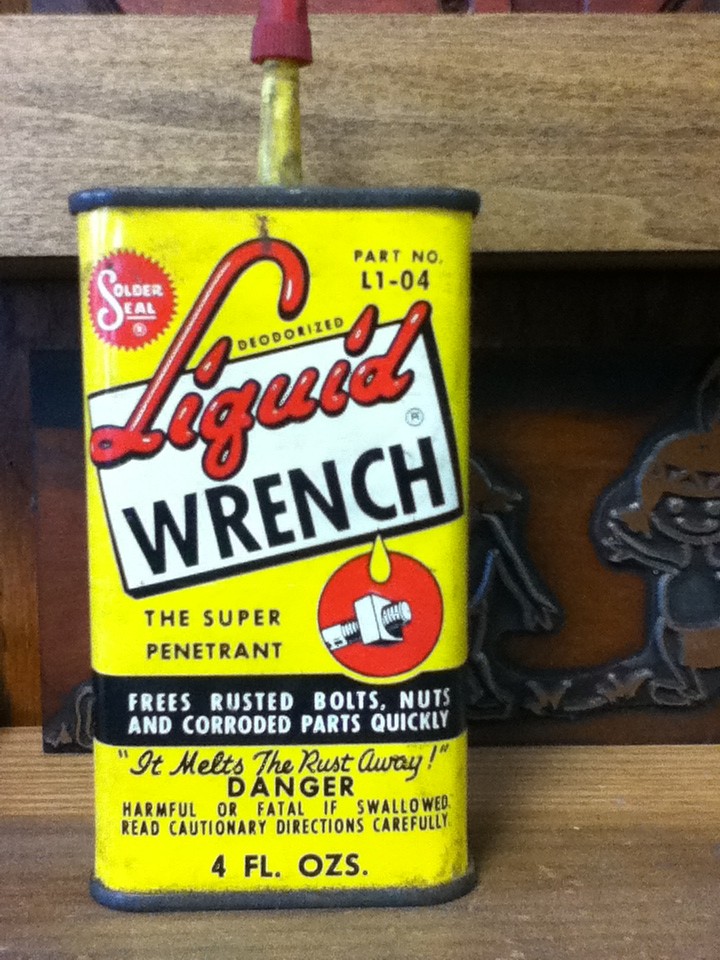 SOLDER
SEAL
®
PART NO.
L1-04
DEODORIZED
Liquid
®
WRENCH
THE SUPER
PENETRANT
FREES RUSTED BOLTS, NUTS
AND CORRODED PARTS QUICKLY
"It Melts The Rust Away!"
DANGER
HARMFUL OR FATAL IF SWALLOWED.
READ CAUTIONARY DIRECTIONS CAREFULLY.
4 FL. OZS.